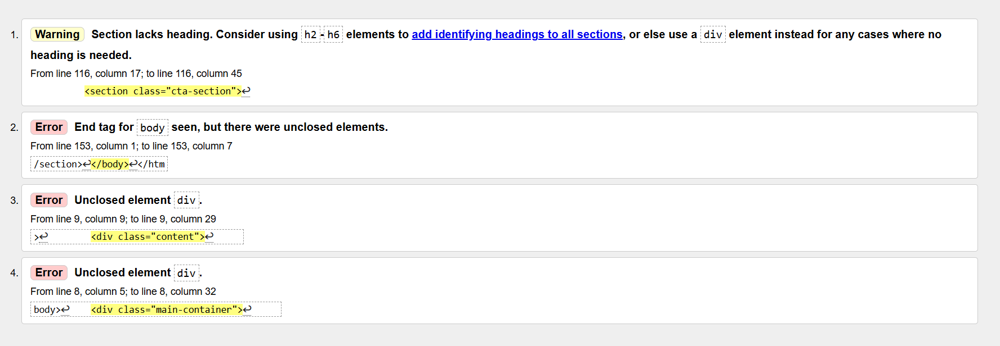 1. Warning Section lacks heading. Consider using h2-h6 elements to add identifying headings to all sections, or else use a div element instead for any cases where no
heading is needed.
From line 116, column 17; to line 116, column 45
<section class="cta-section">↩
2. Error End tag for body seen, but there were unclosed elements.
From line 153, column 1; to line 153, column 7
/section>↩</body>↩</htm
3. Error Unclosed element div.
From line 9, column 9; to line 9, column 29
>↩ <div class="content">↩
4. Error Unclosed element div.
From line 8, column 5; to line 8, column 32
body>↩ <div class="main-container">↩